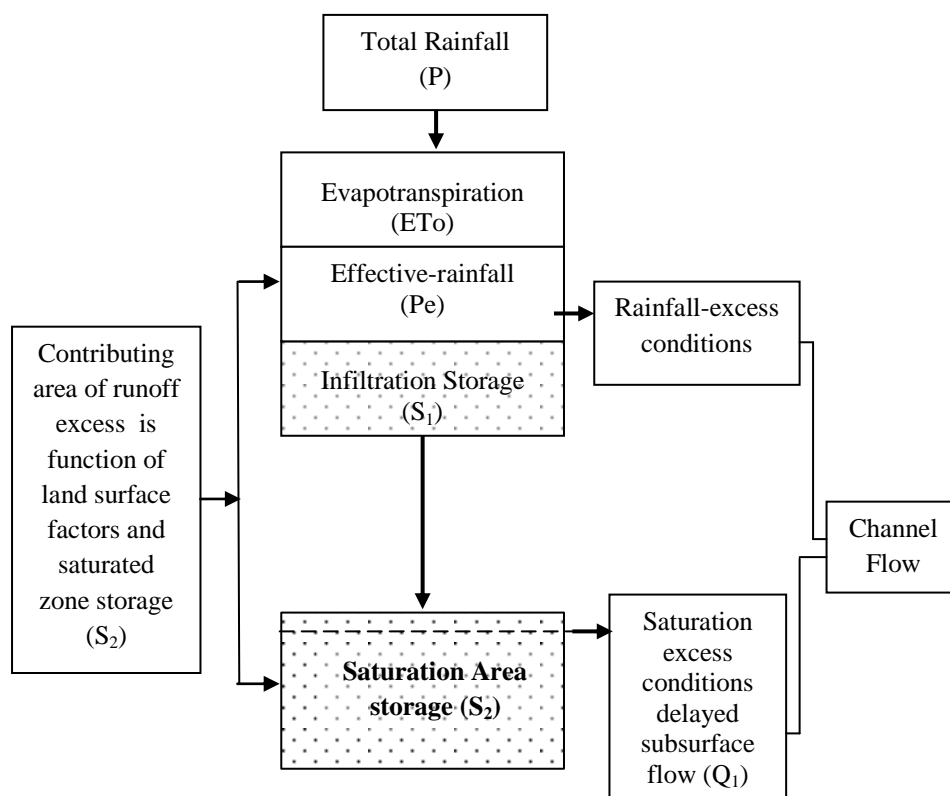 Total Rainfall
(P)
Evapotranspiration
(ETo)
Effective-rainfall
(Pe)
Rainfall-excess
conditions
Contributing
area of runoff
excess is
function of
land surface
factors and
saturated
zone storage
(S₂)
Infiltration Storage
(S₁)
Channel
Flow
Saturation Area
storage (S₂)
Saturation
excess
conditions
delayed
subsurface
flow (Q₁)